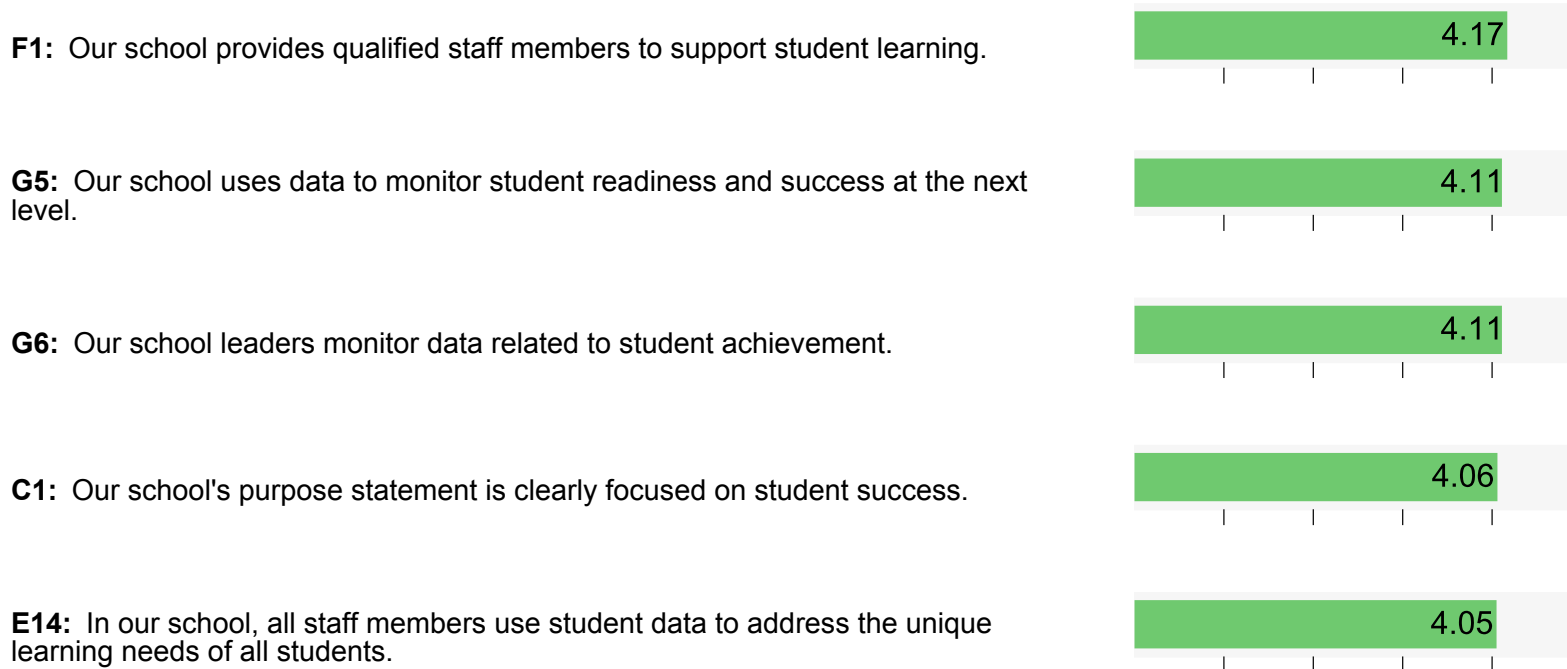 F1: Our school provides qualified staff members to support student learning.
4.17
G5: Our school uses data to monitor student readiness and success at the next
level.
4.11
G6: Our school leaders monitor data related to student achievement.
4.11
C1: Our school's purpose statement is clearly focused on student success.
4.06
E14: In our school, all staff members use student data to address the unique
learning needs of all students.
4.05